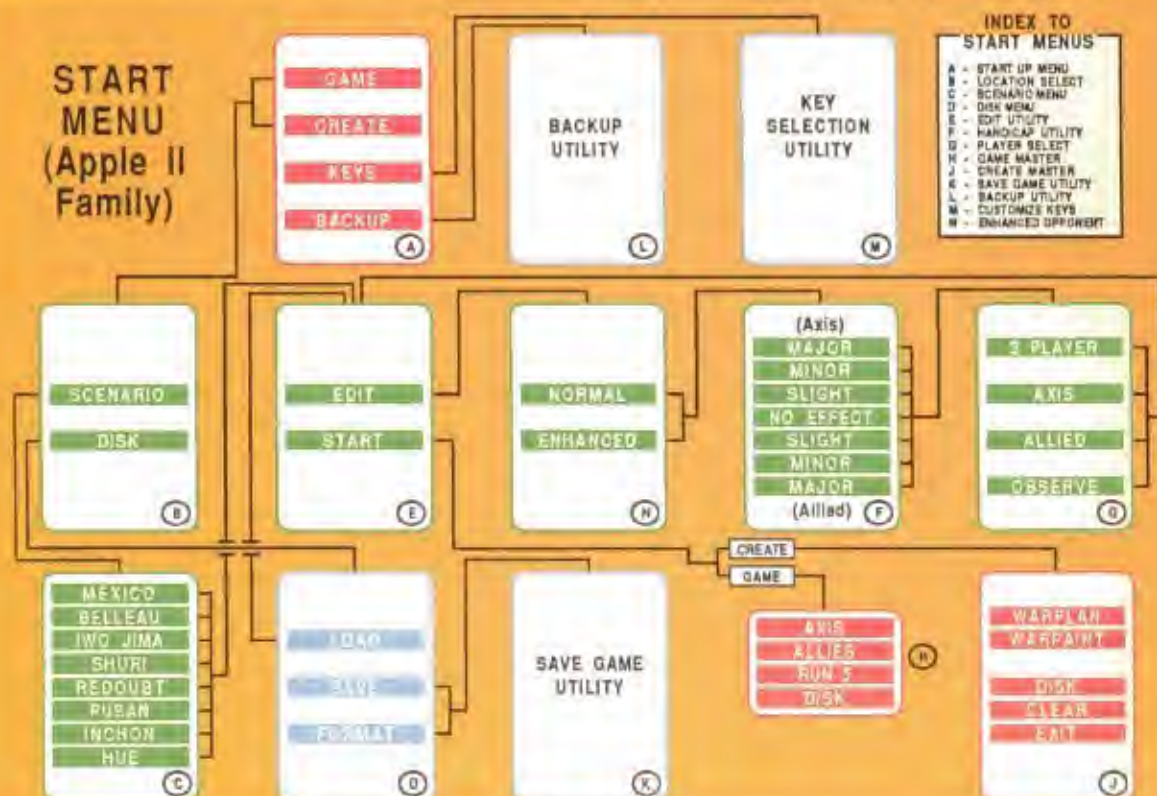 START
MENU
(Apple II
Family)
GAME
CREATE
KEYS
BACKUP
A
BACKUP
UTILITY
L
KEY
SELECTION
UTILITY
M
INDEX TO
START MENUS
A - START UP MENU
B - LOCATION SELECT
C - SCENARIO MENU
D - DISK MENU
E - EDIT UTILITY
F - HANDICAP UTILITY
G - PLAYER SELECT
H - GAME MASTER
J - CREATE MASTER
K - SAVE GAME UTILITY
L - BACKUP UTILITY
M - CUSTOMIZE KEYS
N - ENHANCED OPPONENT
SCENARIO
DISK
B
EDIT
START
E
NORMAL
ENHANCED
N
(Axis)
MAJOR
MINOR
SLIGHT
NO EFFECT
SLIGHT
MINOR
MAJOR
(Allied)
F
2 PLAYER
AXIS
ALLIED
OBSERVE
G
MEXICO
BELLEAU
IWO JIMA
SHURI
REDOUBT
PUSAN
INCHON
HUE
C
LOAD
SAVE
FORMAT
D
SAVE GAME
UTILITY
K
CREATE
GAME
AXIS
ALLIES
RUN 5
DISK
H
WARPLAN
WARPAINT
DISK
CLEAR
EXIT
J